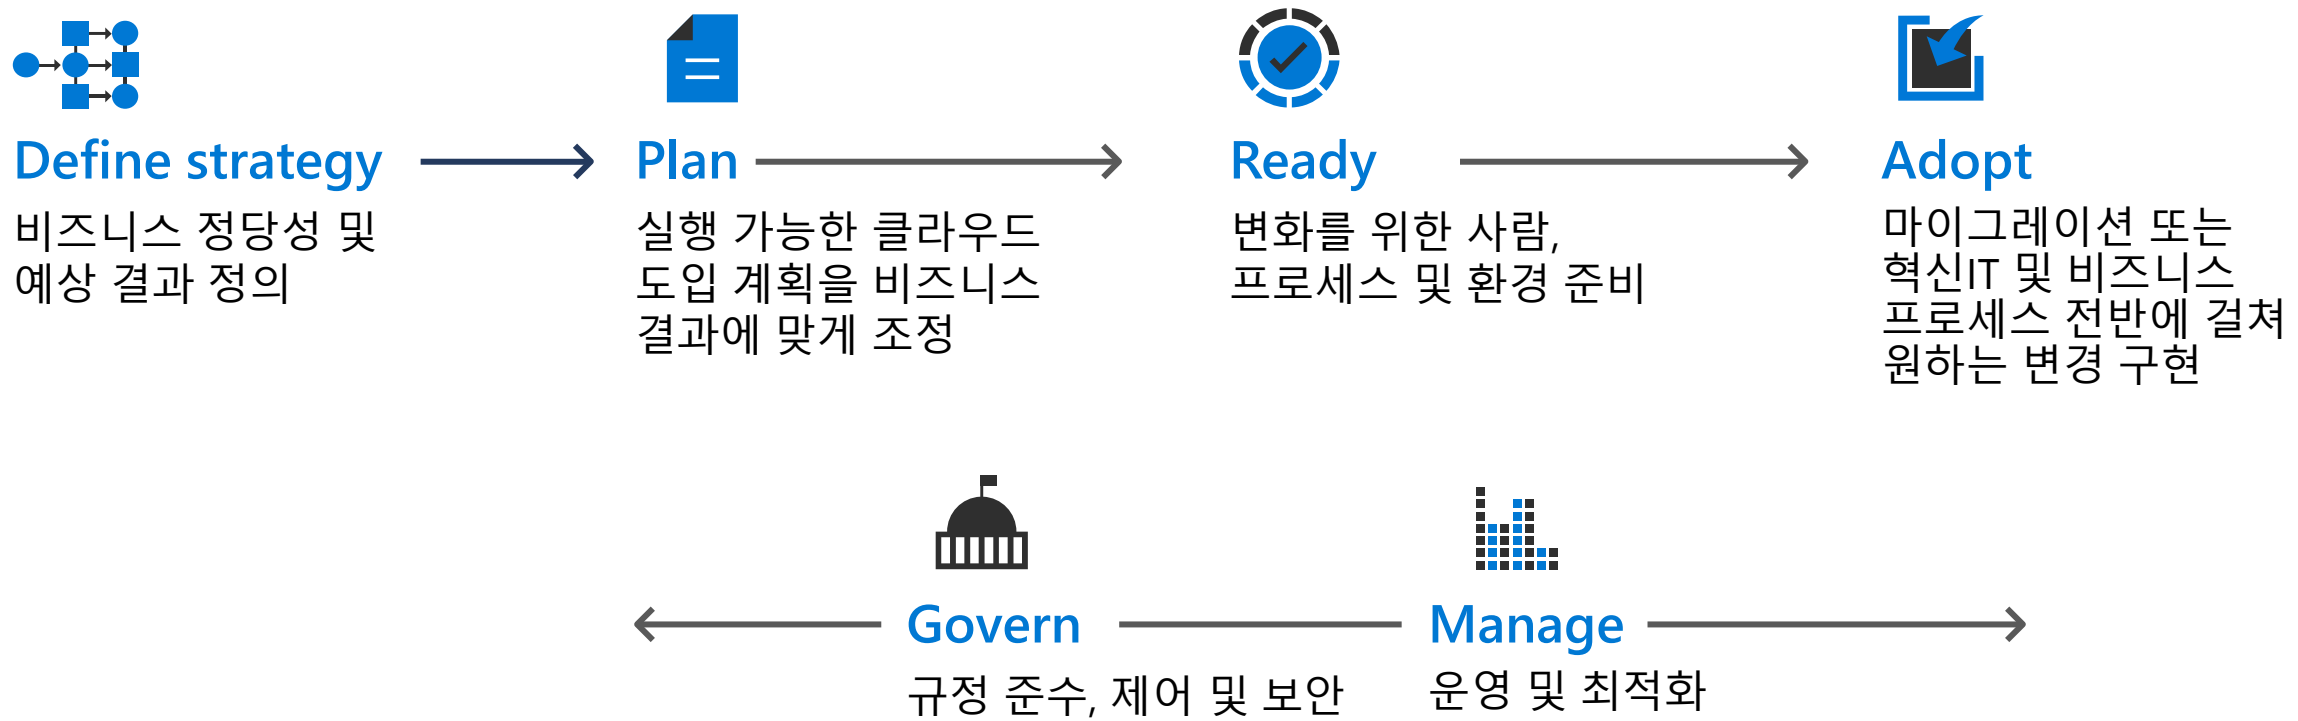 Define strategy
비즈니스 정당성 및
예상 결과 정의
Plan
실행 가능한 클라우드
도입 계획을 비즈니스
결과에 맞게 조정
Ready
변화를 위한 사람,
프로세스 및 환경 준비
Adopt
마이그레이션 또는
혁신IT 및 비즈니스
프로세스 전반에 걸쳐
원하는 변경 구현
Govern
규정 준수, 제어 및 보안
Manage
운영 및 최적화